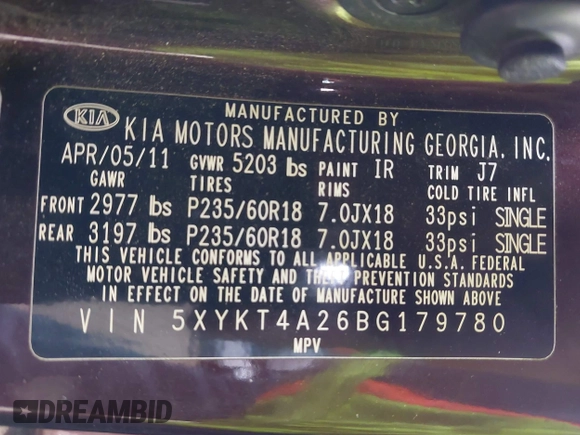 MANUFACTURED BY
KIA KIA MOTORS MANUFACTURING GEORGIA, INC.
APR/05/11 GVWR 5203 lbs PAINT IR TRIM J7
GAWR TIRES RIMS COLD TIRE INFL
FRONT 2977 lbs P235/60R18 7.0JX18 33psi SINGLE
REAR 3197 lbs P235/60R18 7.0JX18 33psi SINGLE
THIS VEHICLE CONFORMS TO ALL APPLICABLE U.S.A. FEDERAL
MOTOR VEHICLE SAFETY AND THEFT PREVENTION STANDARDS
IN EFFECT ON THE DATE OF MANUFACTURE SHOWN ABOVE
VIN 5XYKT4A26BG179780
MPV
DREAMBID